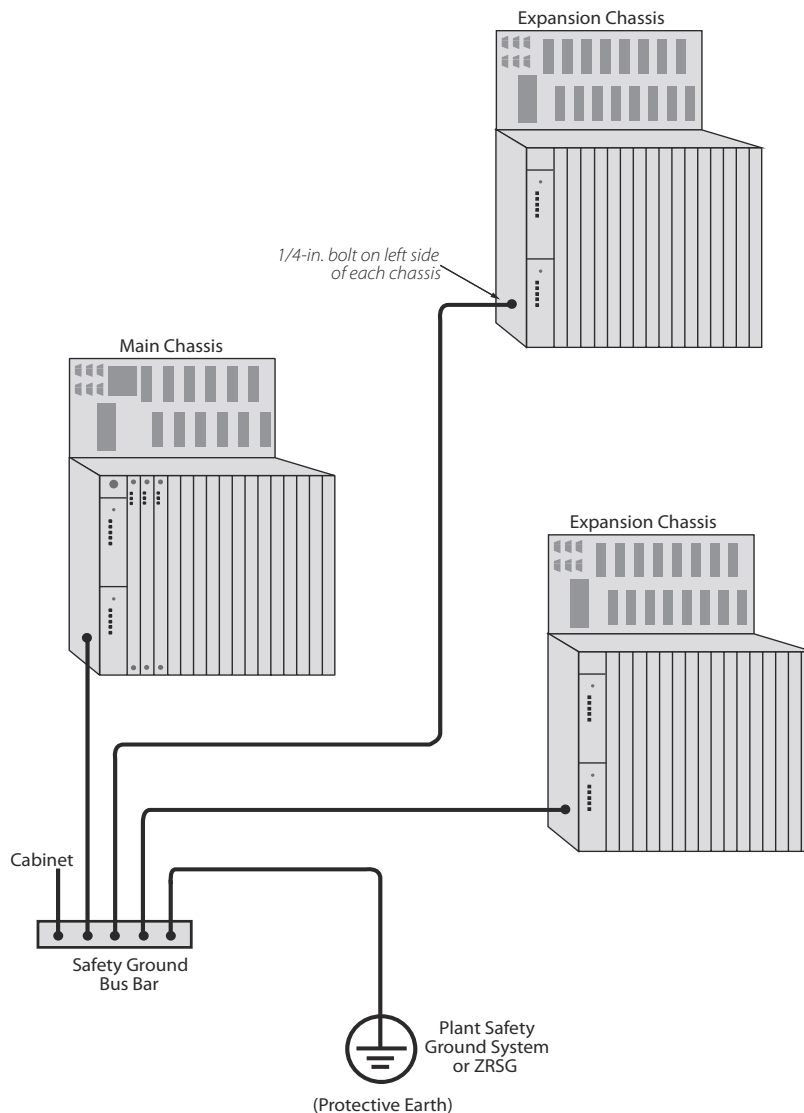 Expansion Chassis
1/4-in. bolt on left side
of each chassis
Main Chassis
Expansion Chassis
Cabinet
Safety Ground
Bus Bar
Plant Safety
Ground System
or ZRSG
(Protective Earth)